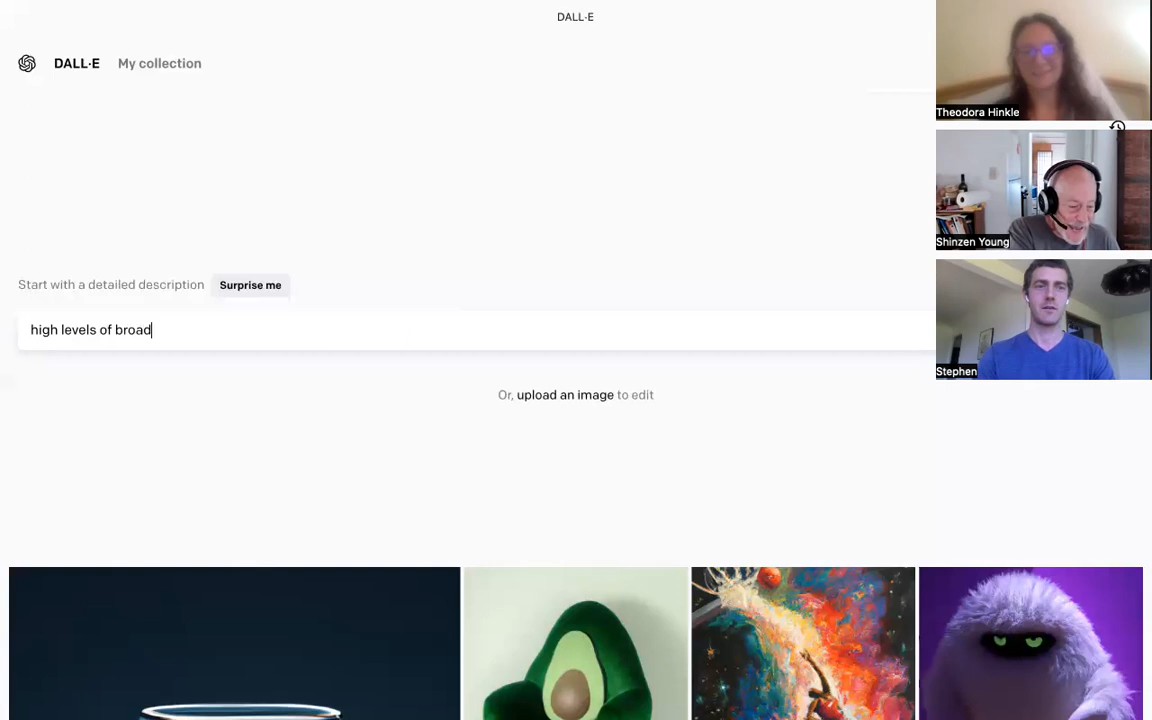 DALL·E
DALL·E My collection
Theodora Hinkle
Shinzen Young
Start with a detailed description Surprise me
high levels of broad
Stephen
Or, upload an image to edit